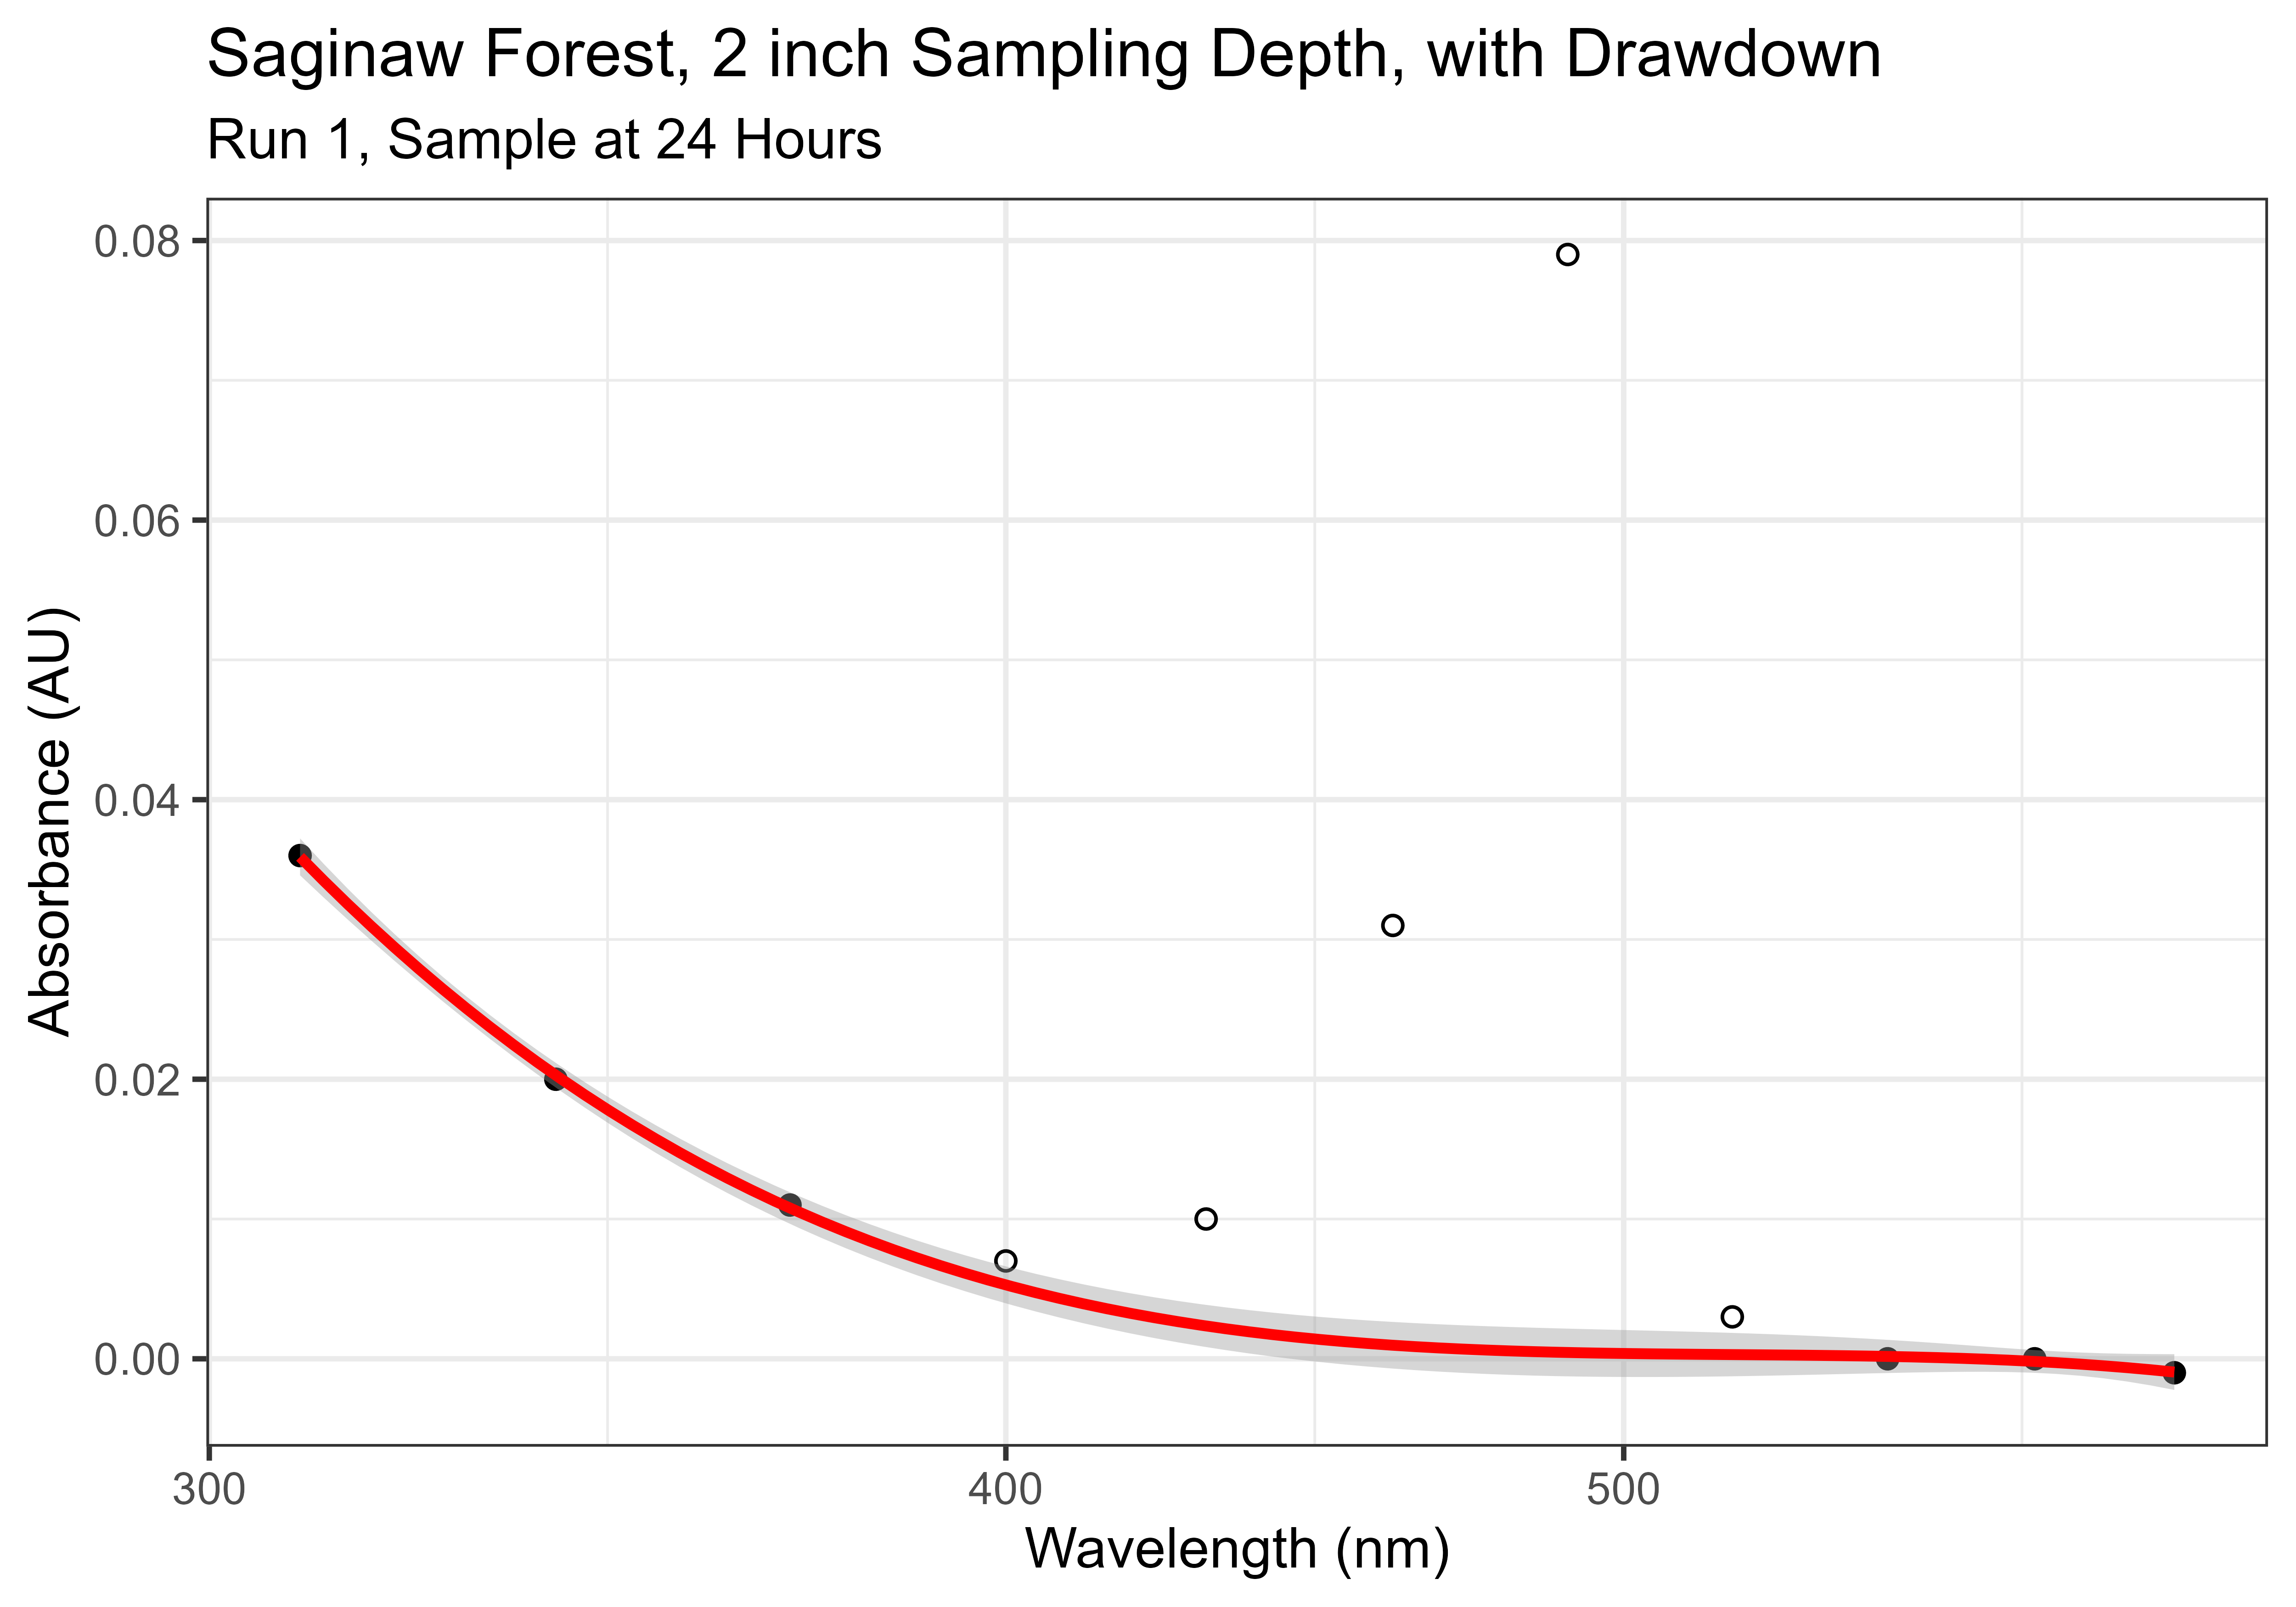 Saginaw Forest, 2 inch Sampling Depth, with Drawdown
Run 1, Sample at 24 Hours
0.08
0.06
0.04
0.02
0.00
Absorbance (AU)
300 400 500
Wavelength (nm)